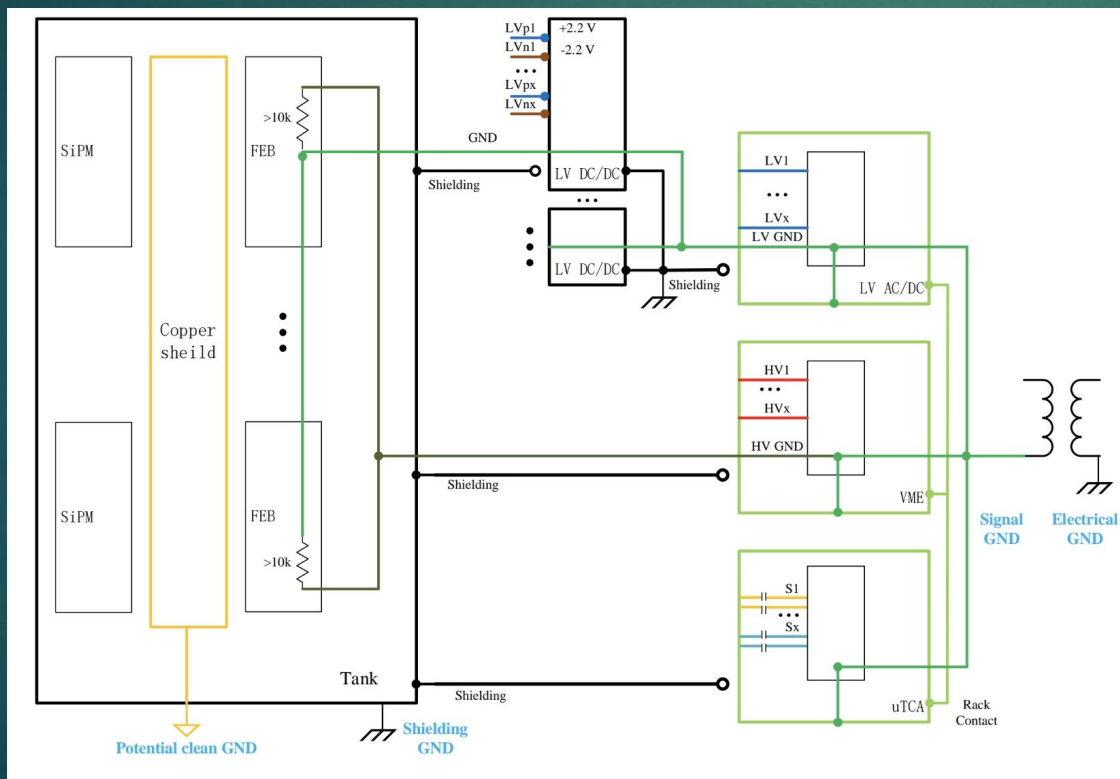 LVp1
+2.2 V
LVn1
-2.2 V
LVpx
LVnx
>10k
SiPM
FEB
GND
Shielding
LV DC/DC
LV1
LVx
LV GND
LV DC/DC
Shielding
LV AC/DC
Copper
sheild
HV1
HVx
HV GND
SiPM
FEB
Shielding
VME
Signal
GND
Electrical
GND
>10k
S1
Sx
Tank
Shielding
uTCA
Rack
Contact
Shielding
GND
Potential clean GND